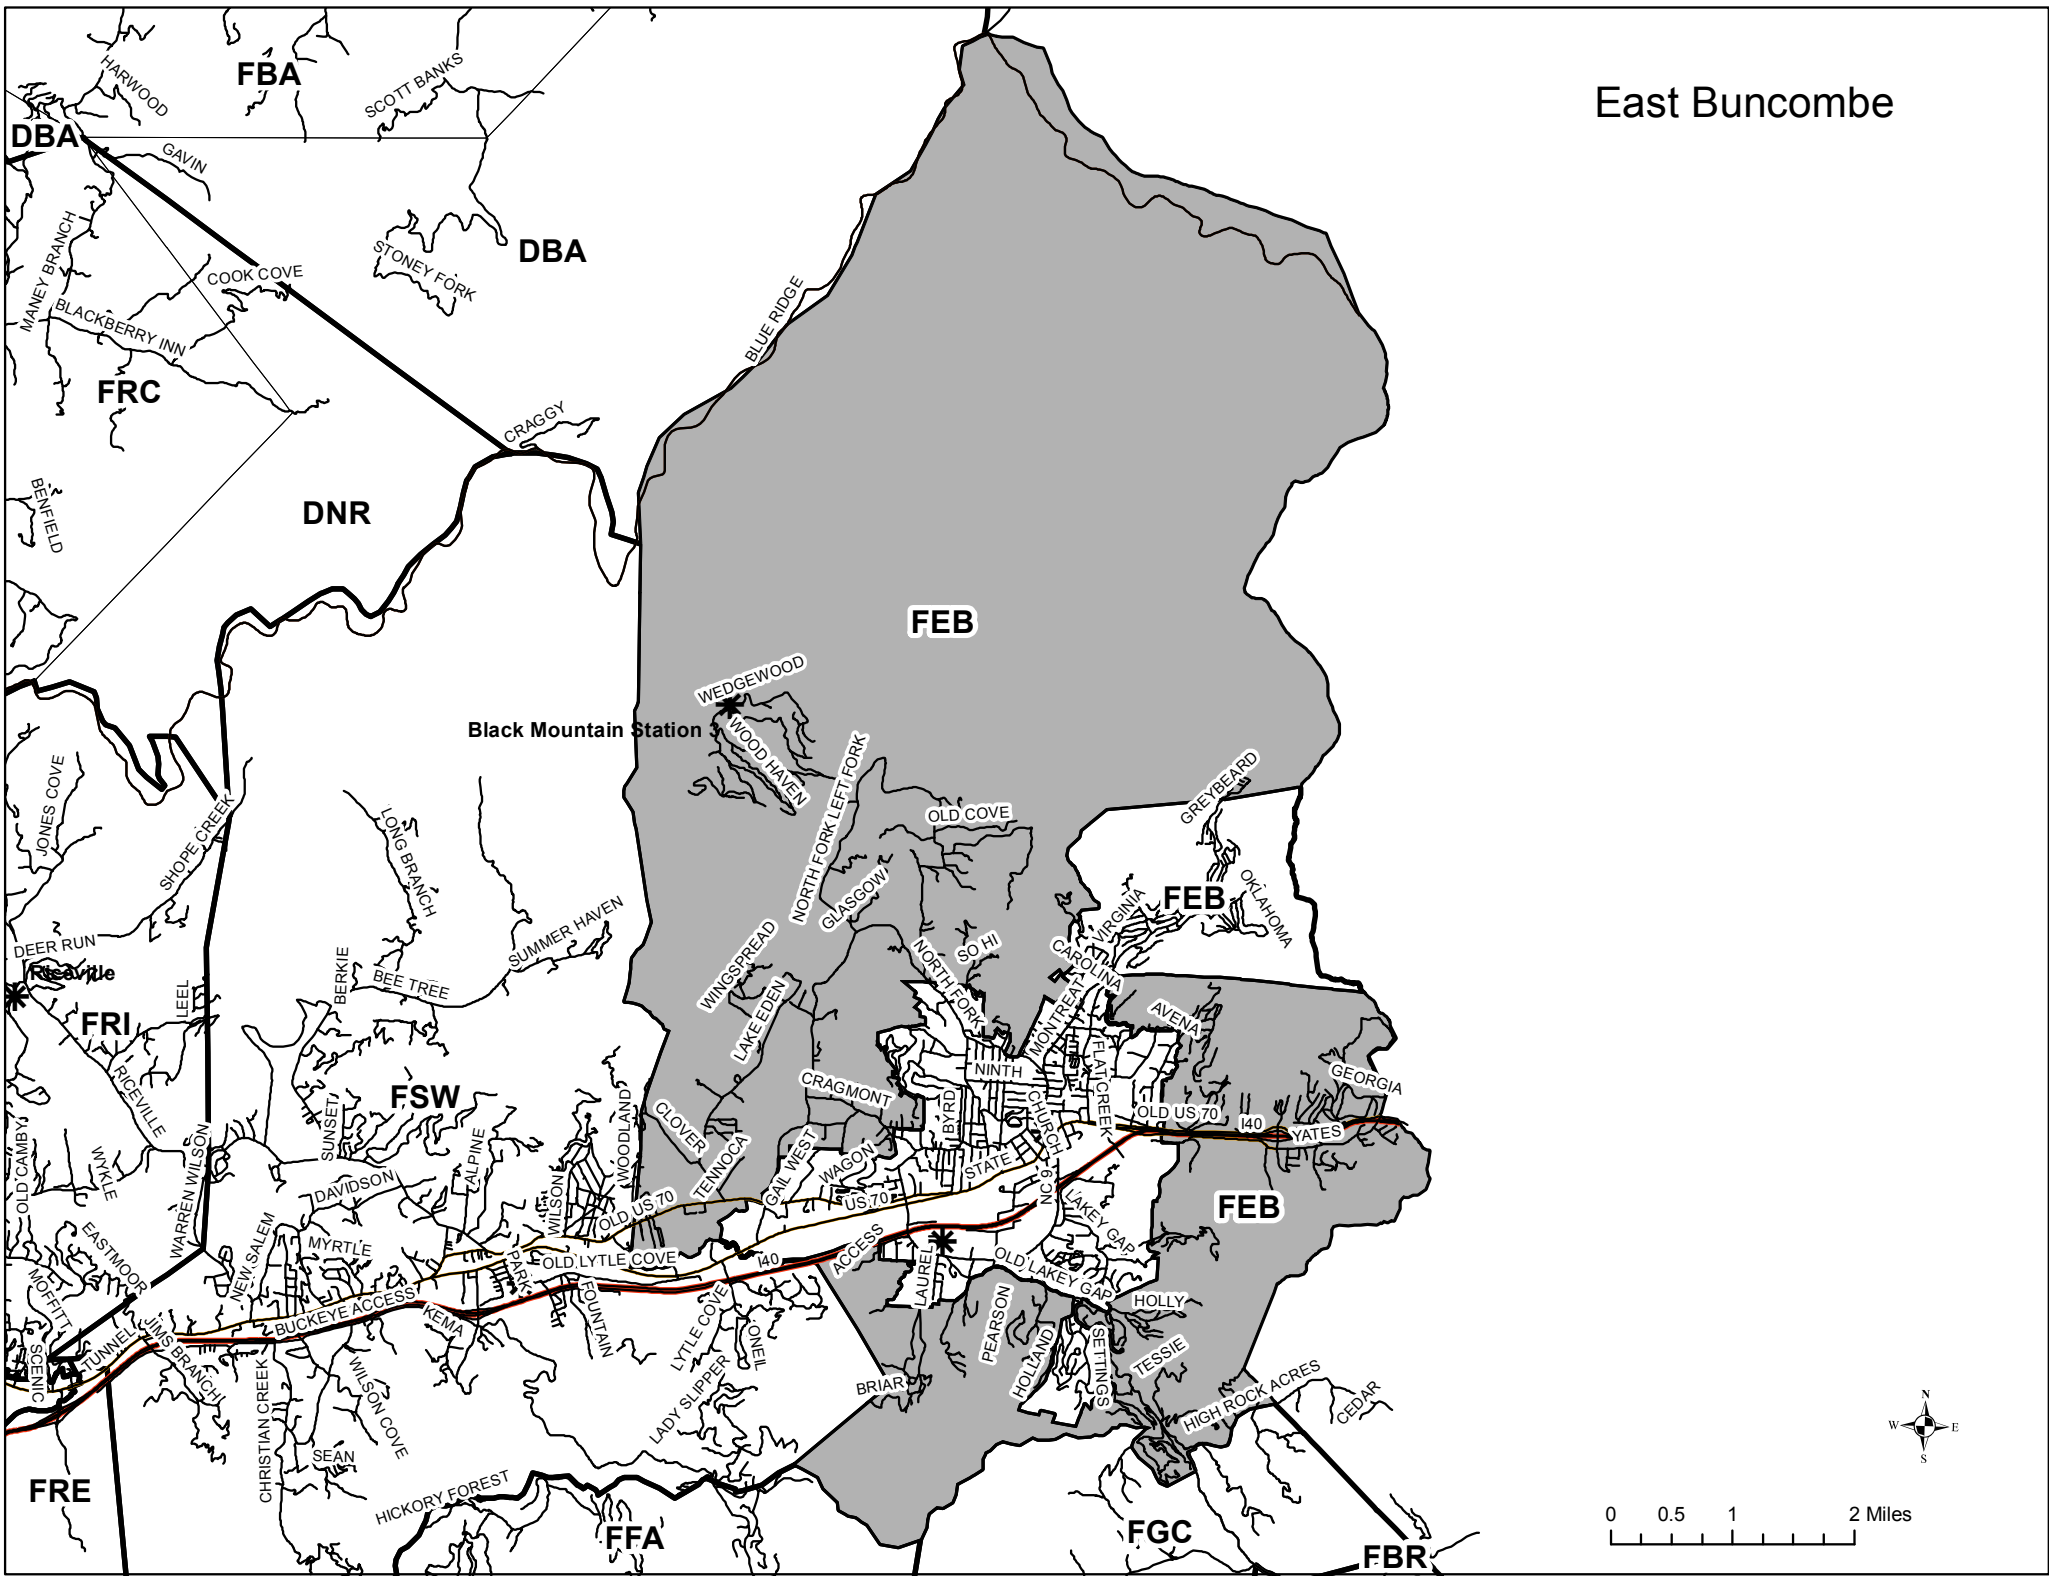 East Buncombe
HARWOOD
FBA
SCOTT BANKS
DBA
GAVIN
MANEY BRANCH
COOK COVE
STONEY FORK
DBA
BLACKBERRY INN
BLUE RIDGE
FRC
CRAGGY
BENFIELD
DNR
FEB
WEDGEWOOD
Black Mountain Station 3
WOOD HAVEN
JONES COVE
SHOPE CREEK
LONG BRANCH
NORTH FORK LEFT FORK
OLD COVE
GREYBEARD
GLASGOW
FEB
OKLAHOMA
VIRGINIA
DEER RUN
Riceville
SUMMER HAVEN
BERKIE
BEE TREE
LEEL
WINGSPREAD
LAKE EDEN
NORTH FORK
SO HI
CAROLINA
MONTREAT
AVENA
FRI
RICEVILLE
FSW
SUNSET
WOODLAND
CLOVER
CRAGMONT
NINTH
FLAT CREEK
GEORGIA
BYRD
CHURCH
OLD US 70
I40
YATES
OLD CAMBY
WYKLE
WARREN WILSON
DAVIDSON
ALPINE
WILSON
TENNOCA
GAIL WEST
WAGON
STATE
NC 9
OLD US 70
US 70
LAKEY GAP
FEB
EASTMOOR
NEW SALEM
MYRTLE
PARK
OLD LYTLE COVE
I40
ACCESS
LAUREL
OLD LAKEY GAP
MOFFITT
BUCKEYE ACCESS
KEMA
FOUNTAIN
LYTLE COVE
ONEIL
PEARSON
HOLLY
SCENIC
TUNNEL
JIMS BRANCH
WILSON COVE
CHRISTIAN CREEK
LADY SLIPPER
BRIAR
HOLLAND
SETTINGS
TESSIE
HIGH ROCK ACRES
CEDAR
SEAN
FRE
HICKORY FOREST
FFA
FGC
FBR
N
W
E
S
0 0.5 1 2 Miles